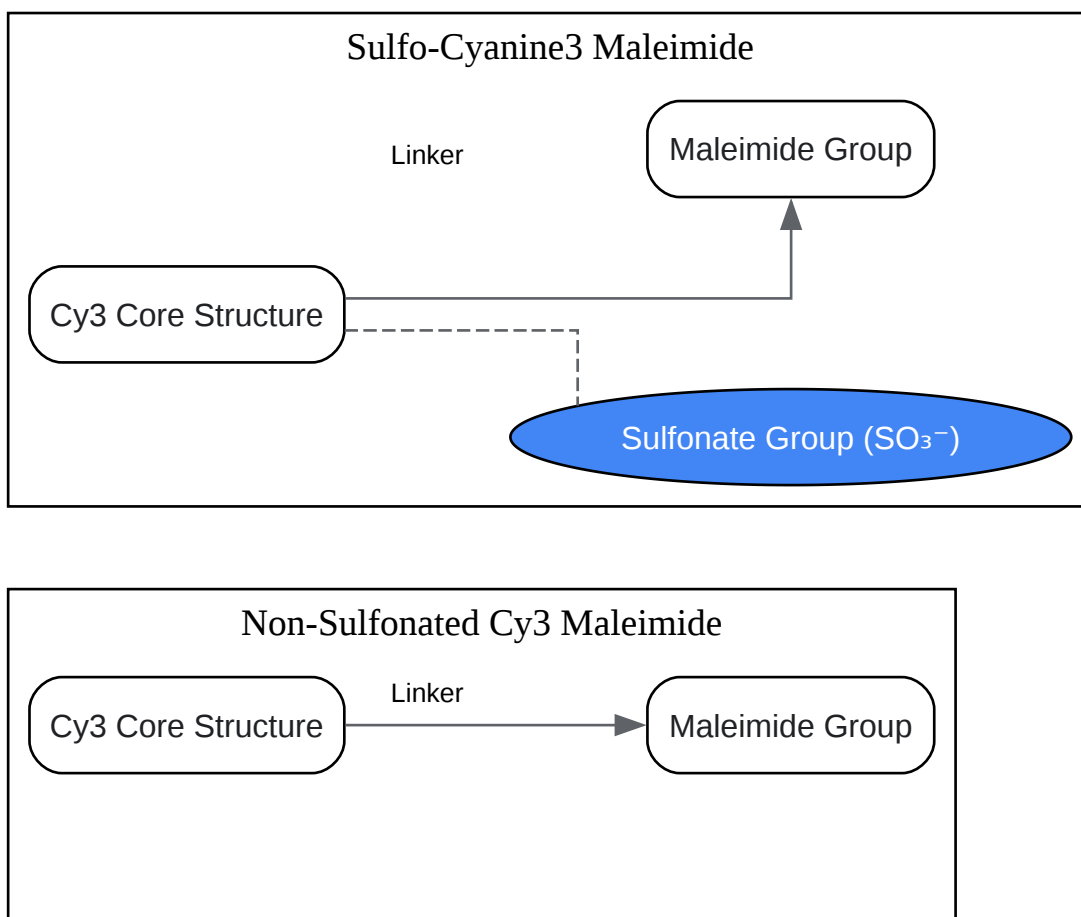 Sulfo-Cyanine3 Maleimide
Linker
Maleimide Group
Cy3 Core Structure
Sulfonate Group (SO₃⁻)
Non-Sulfonated Cy3 Maleimide
Linker
Cy3 Core Structure
Maleimide Group